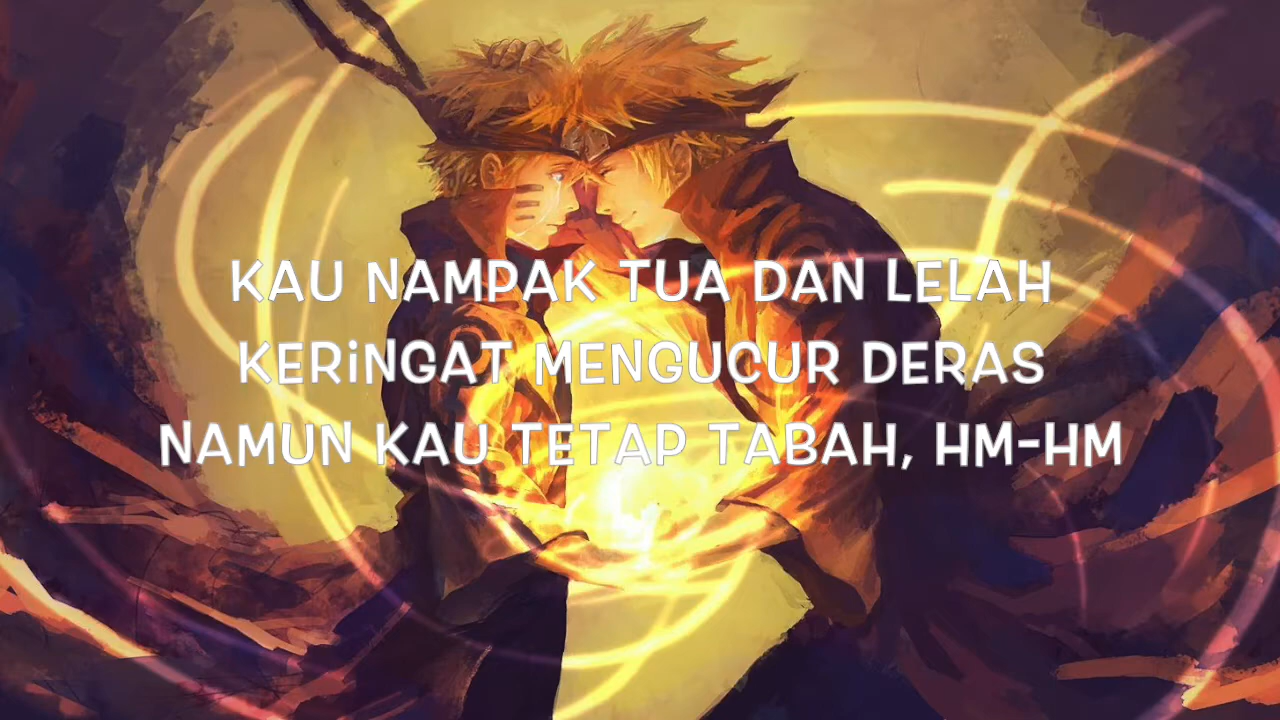 KAU NAMPAK TUA DAN LELAH
KERiNGAT MENGUCUR DERAS
NAMUN KAU TETAP TABAH, HM-HM